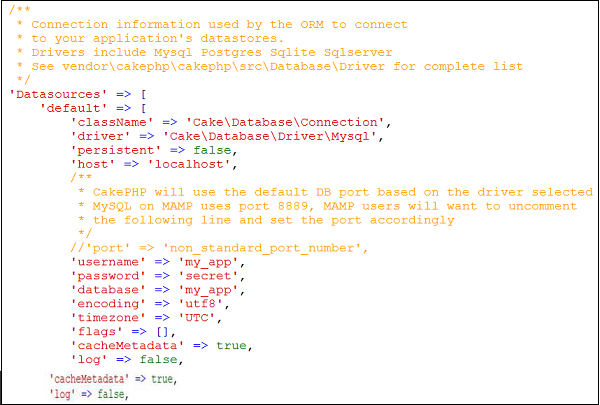 /**
* Connection information used by the ORM to connect
* to your application's datastores.
* Drivers include Mysql Postgres Sqlite Sqlserver
* See vendor\cakephp\cakephp\src\Database\Driver for complete list
*/
'Datasources' => [
'default' => [
'className' => 'Cake\Database\Connection',
'driver' => 'Cake\Database\Driver\Mysql',
'persistent' => false,
'host' => 'localhost',
/**
* CakePHP will use the default DB port based on the driver selected
* MySQL on MAMP uses port 8889, MAMP users will want to uncomment
* the following line and set the port accordingly
*/
//'port' => 'non_standard_port_number',
'username' => 'my_app',
'password' => 'secret',
'database' => 'my_app',
'encoding' => 'utf8',
'timezone' => 'UTC',
'flags' => [],
'cacheMetadata' => true,
'log' => false,
'cacheMetadata' => true,
'log' => false,